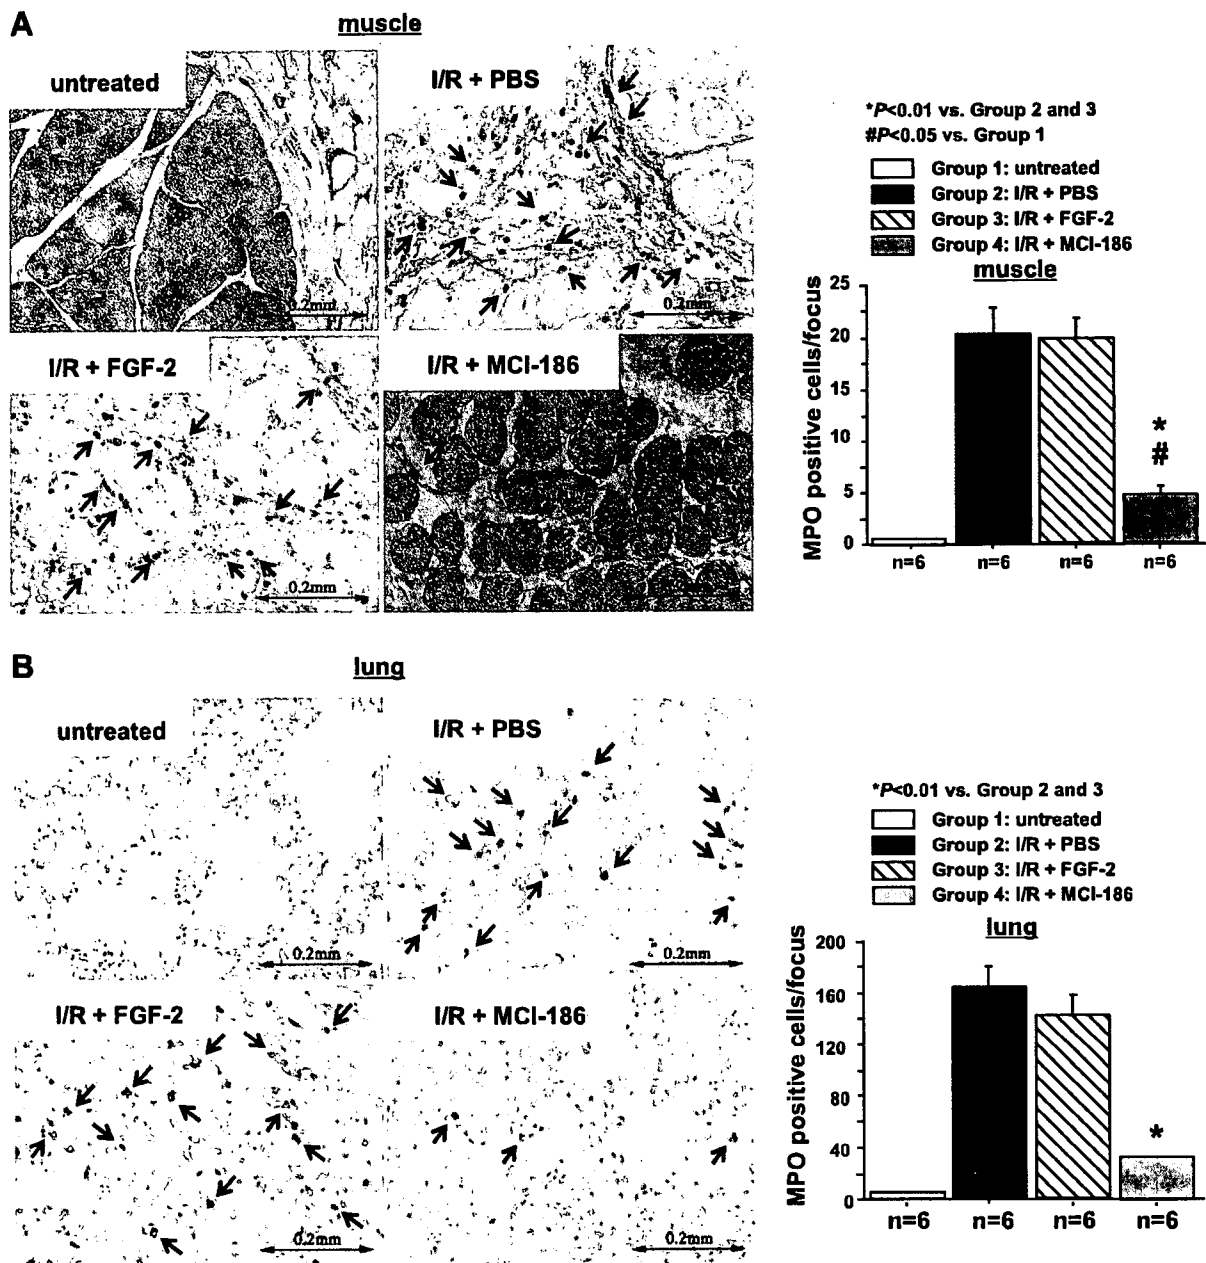 A
muscle
untreated
I/R + PBS
0.2mm
0.2mm
I/R + FGF-2
I/R + MCI-186
0.2mm
*P<0.01 vs. Group 2 and 3
#P<0.05 vs. Group 1
Group 1: untreated
Group 2: I/R + PBS
Group 3: I/R + FGF-2
Group 4: I/R + MCI-186
muscle
MPO positive cells/focus
25
20
15
10
5
0
*
#
n=6
n=6
n=6
n=6
B
lung
untreated
I/R + PBS
0.2mm
0.2mm
I/R + FGF-2
I/R + MCI-186
0.2mm
0.2mm
*P<0.01 vs. Group 2 and 3
Group 1: untreated
Group 2: I/R + PBS
Group 3: I/R + FGF-2
Group 4: I/R + MCI-186
lung
MPO positive cells/focus
200
160
120
80
40
0
*
n=6
n=6
n=6
n=6